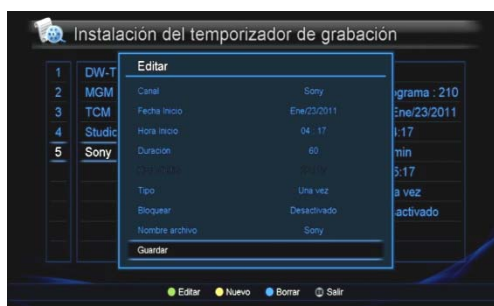 Instalación del temporizador de grabación
1 DW-T
2 MGM ograma : 210
3 TCM Ene/23/2011
4 Studic 4:17
5 Sony min
5:17
a vez
sactivado
Editar
Canal Sony
Fecha Inicio Ene/23/2011
Hora Inicio 04 : 17
Duracion 60
Tipo Una vez
Bloquear Desactivado
Nombre archivo Sony
Guardar
Editar Nuevo Borrar Salir